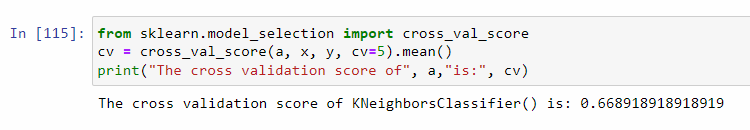 In [115]: from sklearn.model_selection import cross_val_score
cv = cross_val_score(a, x, y, cv=5).mean()
print("The cross validation score of", a,"is:", cv)
The cross validation score of KNeighborsClassifier() is: 0.668918918918919